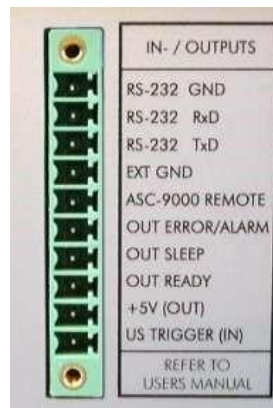 IN- / OUTPUTS
RS-232 GND
RS-232 RxD
RS-232 TxD
EXT GND
ASC-9000 REMOTE
OUT ERROR/ALARM
OUT SLEEP
OUT READY
+5V (OUT)
US TRIGGER (IN)
REFER TO
USERS MANUAL